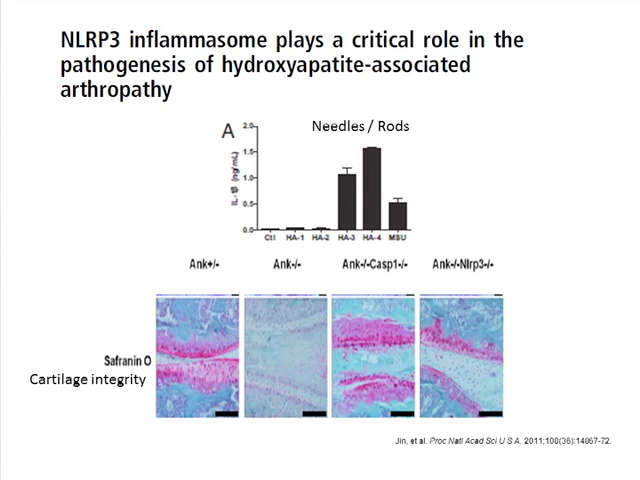 NLRP3 inflammasome plays a critical role in the
pathogenesis of hydroxyapatite-associated
arthropathy
A
Needles / Rods
IL-1β (ng/mL)
2.0
1.5
1.0
0.5
0.0
Ctl HA-1 HA-2 HA-3 HA-4 MSU
Ank+/- Ank-/- Ank-/-Casp1-/- Ank-/-Nlrp3-/-
Safranin O
Cartilage integrity
Jin, et al. Proc Natl Acad Sci U S A. 2011;108(36):14867-72.